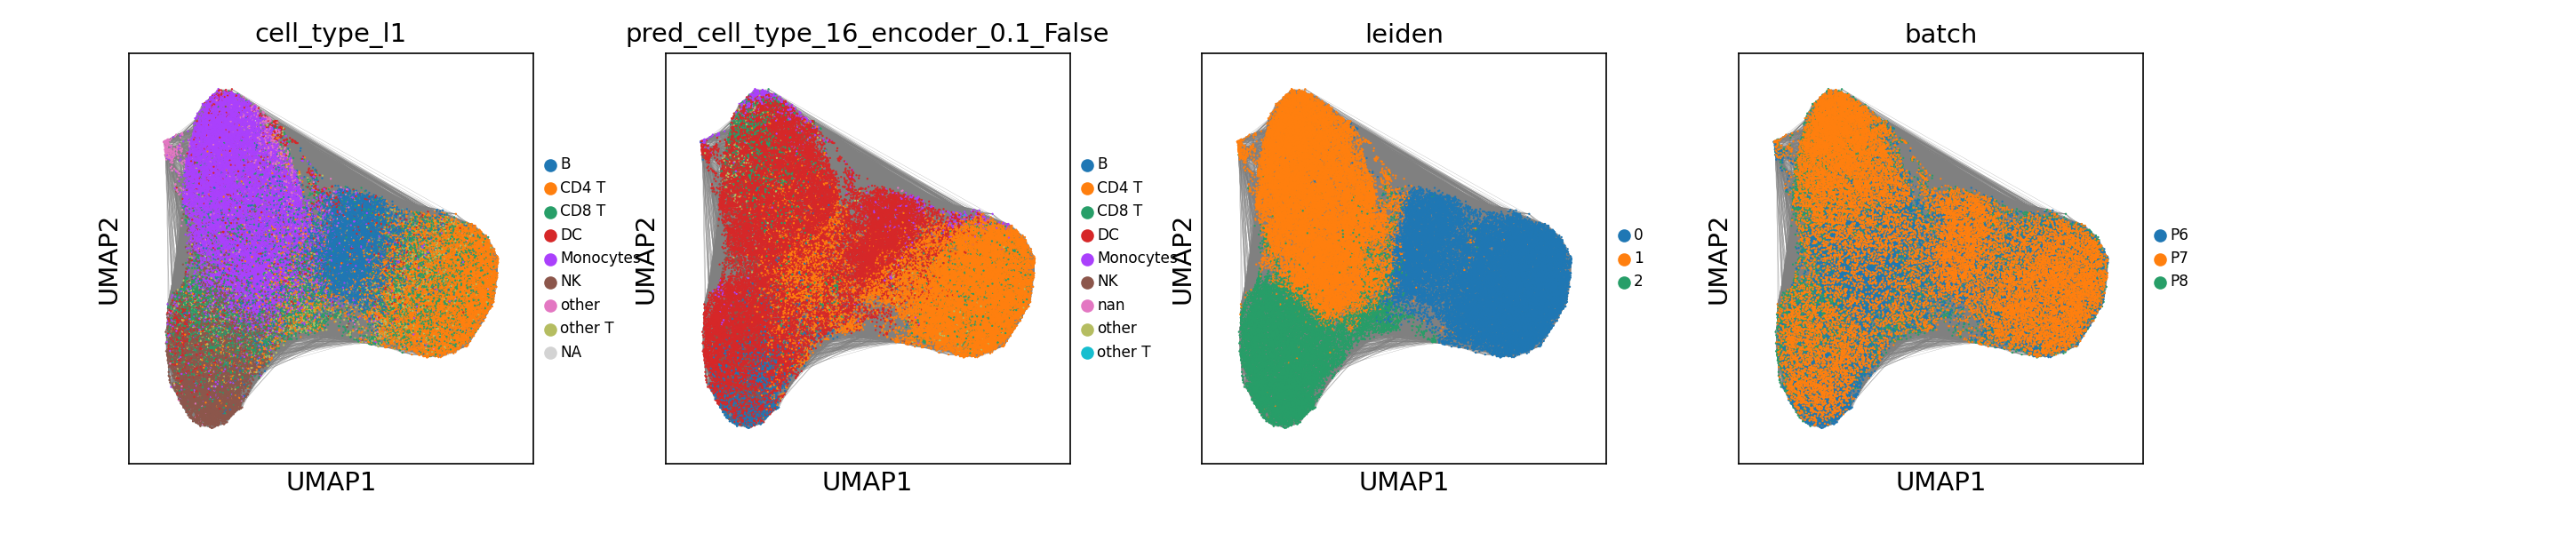 cell_type_l1
UMAP2
UMAP1
B
CD4 T
CD8 T
DC
Monocytes
NK
other
other T
NA
pred_cell_type_16_encoder_0.1_False
UMAP2
UMAP1
B
CD4 T
CD8 T
DC
Monocytes
NK
nan
other
other T
leiden
UMAP2
UMAP1
0
1
2
batch
UMAP2
UMAP1
P6
P7
P8